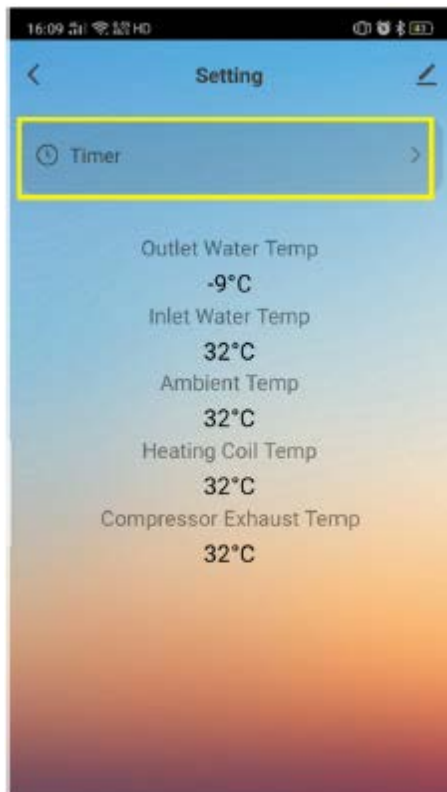 16:09 HD
Setting
Timer
Outlet Water Temp
-9°C
Inlet Water Temp
32°C
Ambient Temp
32°C
Heating Coil Temp
32°C
Compressor Exhaust Temp
32°C